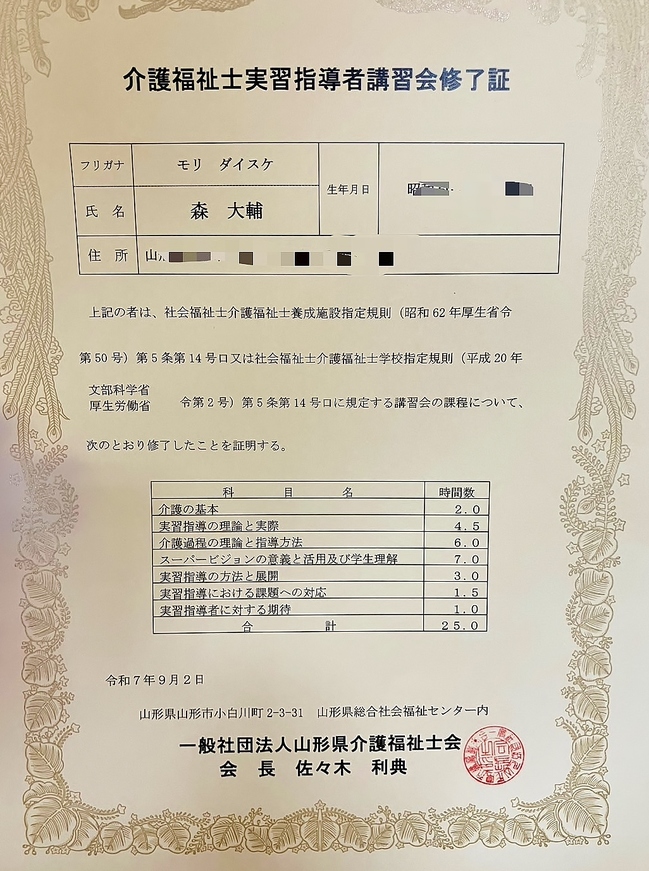 介護福祉士実習指導者講習会修了証
フリガナ
モリ ダイスケ
生年月日
昭
氏 名
森 大輔
住 所
山
上記の者は、社会福祉士介護福祉士養成施設指定規則（昭和62年厚生省令
第50号）第5条第14号ロ又は社会福祉士介護福祉士学校指定規則（平成20年
文部科学省
厚生労働省
令第2号）第5条第14号ロに規定する講習会の課程について、
次のとおり修了したことを証明する。
科 目 名 時間数
介護の基本 2.0
実習指導の理論と実際 4.5
介護過程の理論と指導方法 6.0
スーパービジョンの意義と活用及び学生理解 7.0
実習指導の方法と展開 3.0
実習指導における課題への対応 1.5
実習指導者に対する期待 1.0
合 計 25.0
令和7年9月2日
山形県山形市小白川町2-3-31 山形県総合社会福祉センター内
一般社団法人山形県介護福祉士会
会 長 佐々木 利典